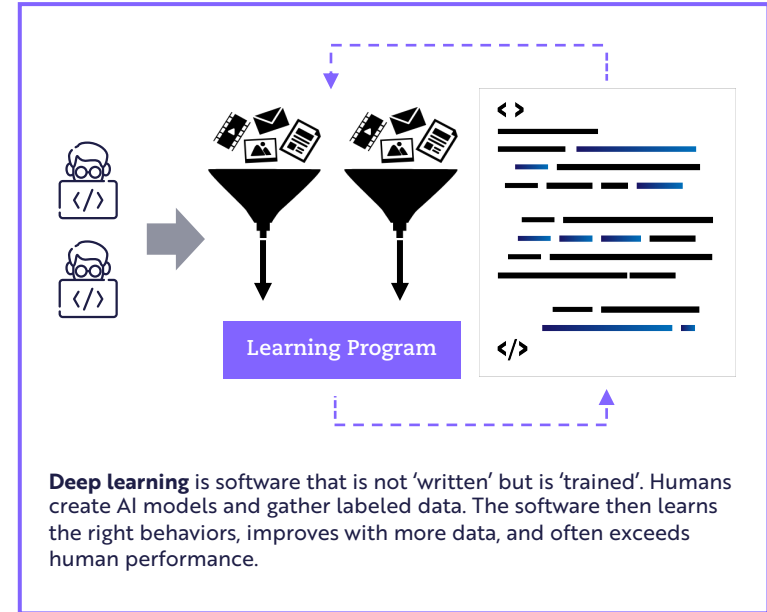 < >
</>
</>
Learning Program
</>
Deep learning is software that is not ‘written’ but is ‘trained’. Humans
create AI models and gather labeled data. The software then learns
the right behaviors, improves with more data, and often exceeds
human performance.